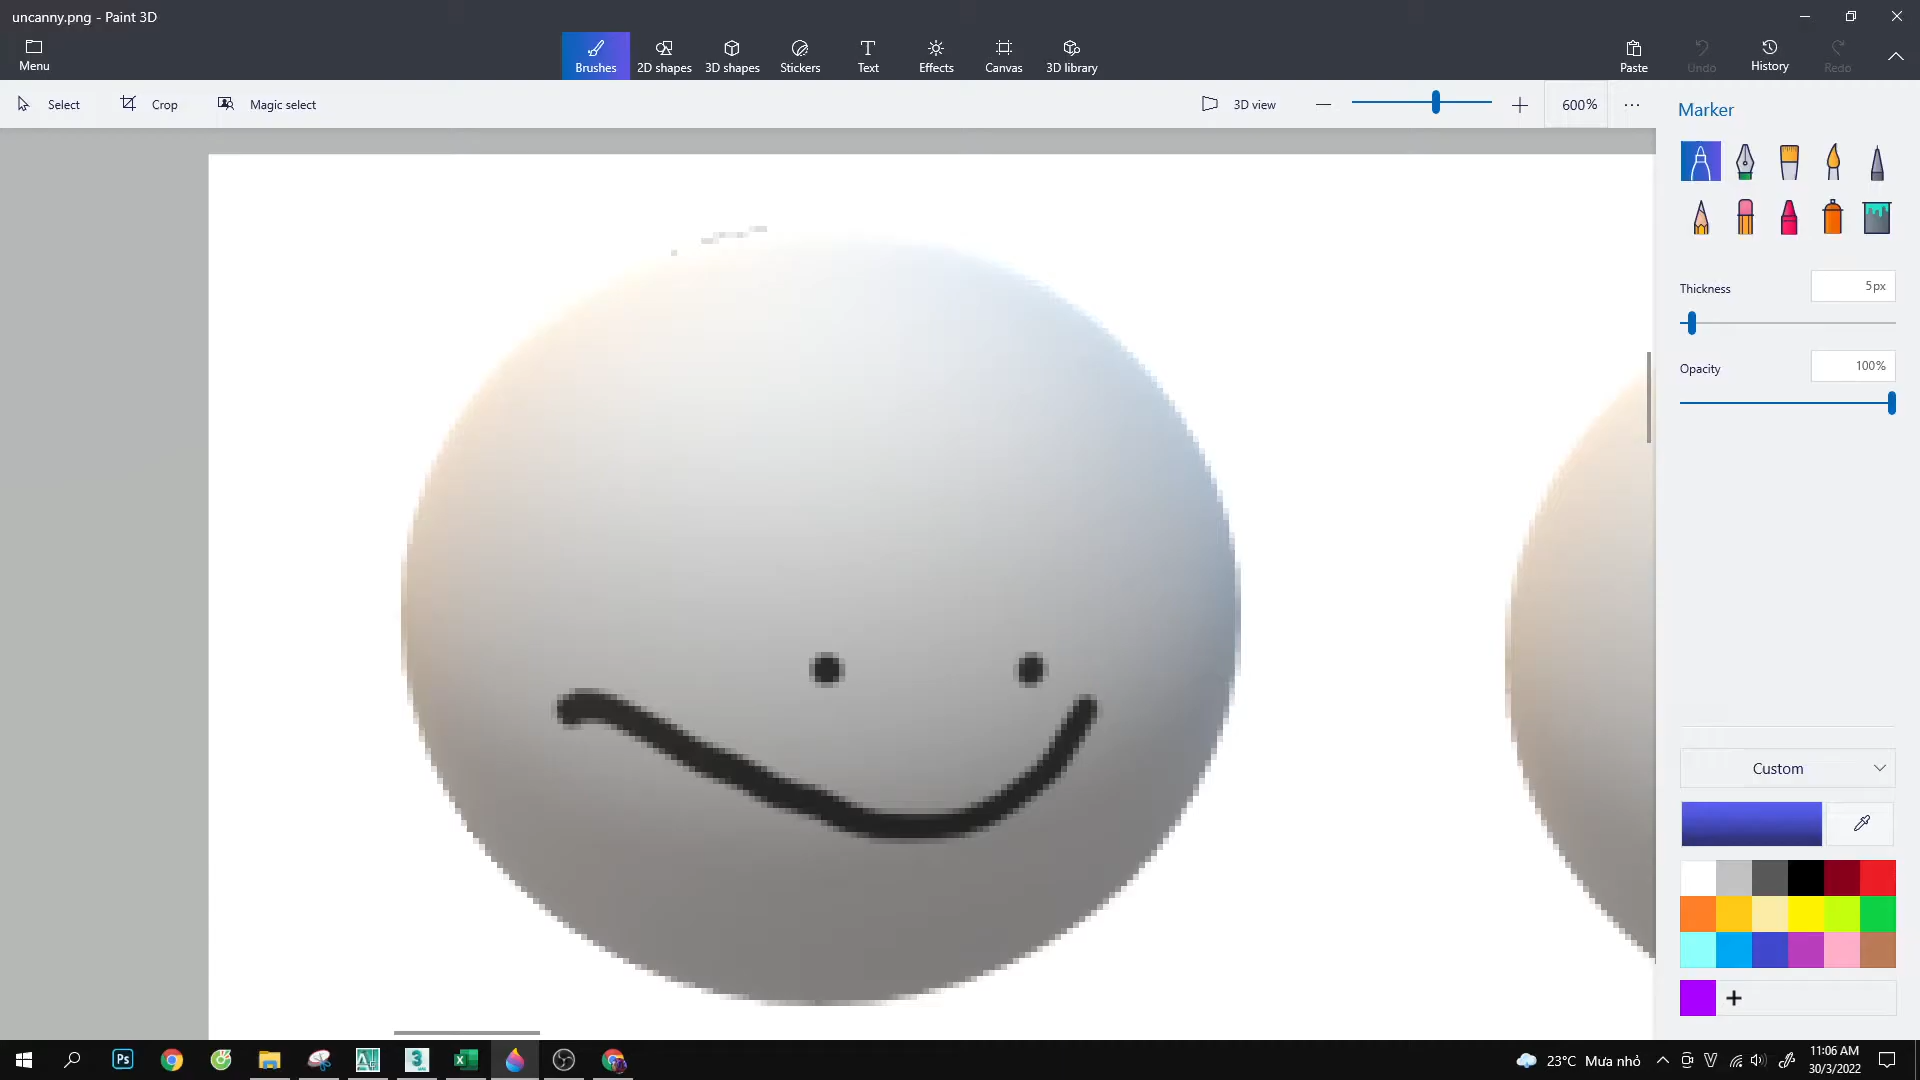 uncanny.png - Paint 3D
Menu
Brushes
2D shapes
3D shapes
Stickers
Text
Effects
Canvas
3D library
Paste
Undo
History
Redo
Select
Crop
Magic select
3D view
600%
Marker
Thickness
5px
Opacity
100%
Custom
Ps
23°C Mưa nhỏ
11:06 AM
30/3/2022